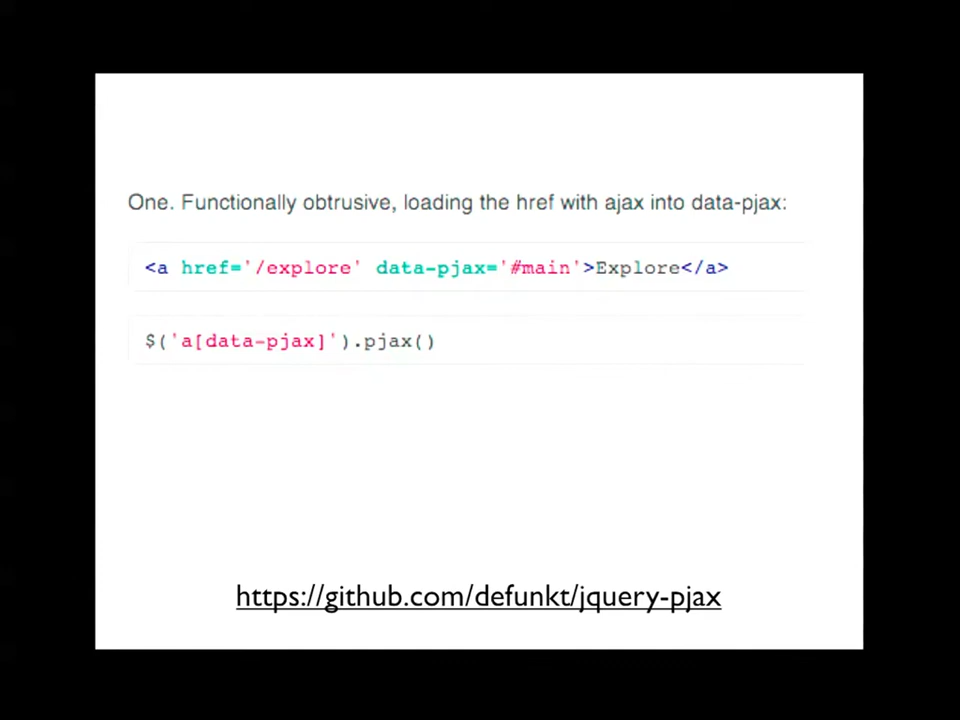 One. Functionally obtrusive, loading the href with ajax into data-pjax:
<a href='/explore' data-pjax='#main'>Explore</a>
$('a[data-pjax]').pjax()
https://github.com/defunkt/jquery-pjax